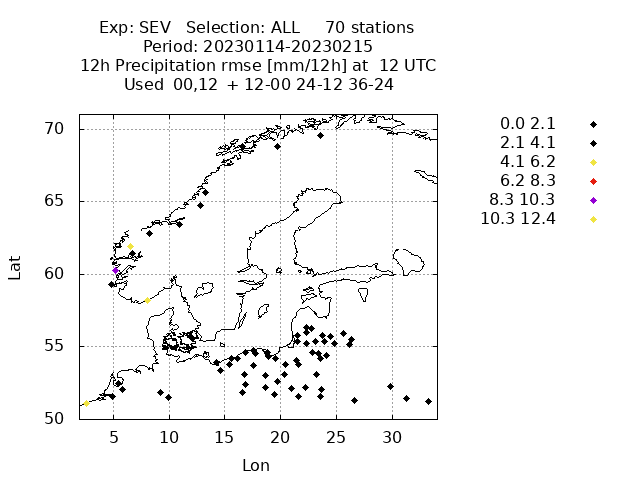 Exp: SEV   Selection: ALL     70 stations
Period: 20230114-20230215
12h Precipitation rmse [mm/12h] at  12 UTC
Used  00,12  + 12-00 24-12 36-24
0.0 2.1
2.1 4.1
4.1 6.2
6.2 8.3
8.3 10.3
10.3 12.4
70
65
60
55
50
Lat
5 10 15 20 25 30
Lon